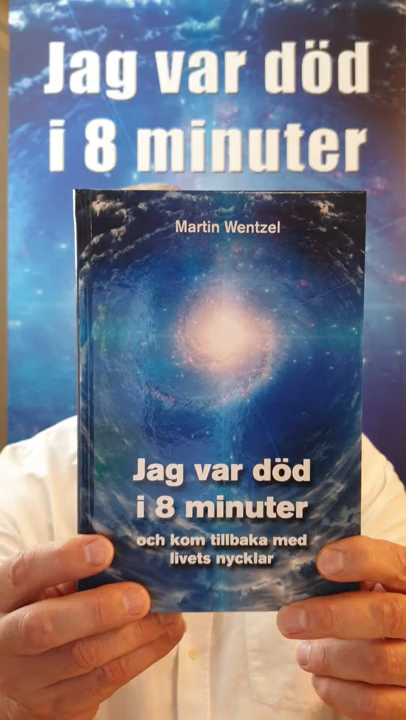 Jag var död
i 8 minuter
Martin Wentzel
Jag var död
i 8 minuter
och kom tillbaka med
livets nycklar